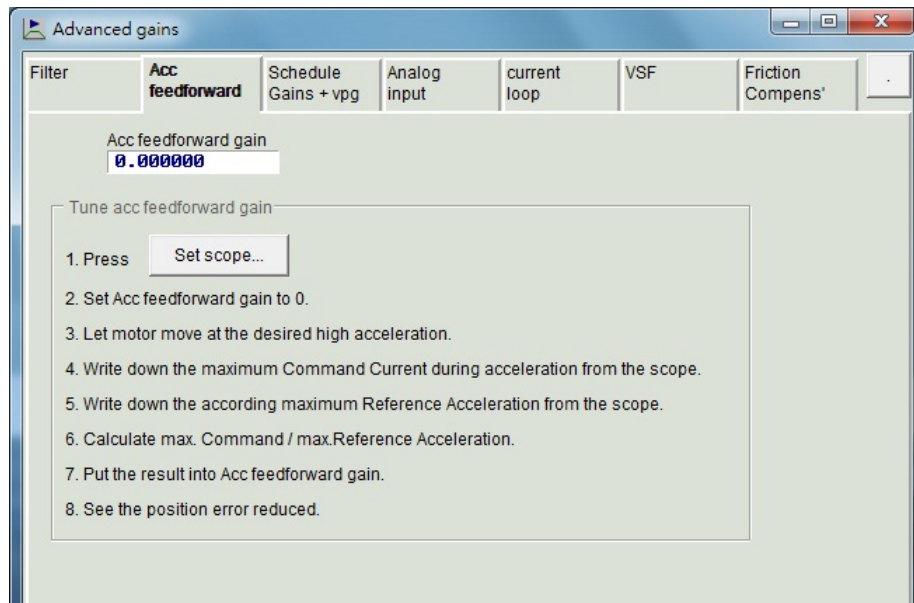 Advanced gains
Filter
Acc
feedforward
Schedule
Gains + vpg
Analog
input
current
loop
VSF
Friction
Compens'
.
Acc feedforward gain
0.000000
Tune acc feedforward gain
1. Press Set scope...
2. Set Acc feedforward gain to 0.
3. Let motor move at the desired high acceleration.
4. Write down the maximum Command Current during acceleration from the scope.
5. Write down the according maximum Reference Acceleration from the scope.
6. Calculate max. Command / max.Reference Acceleration.
7. Put the result into Acc feedforward gain.
8. See the position error reduced.